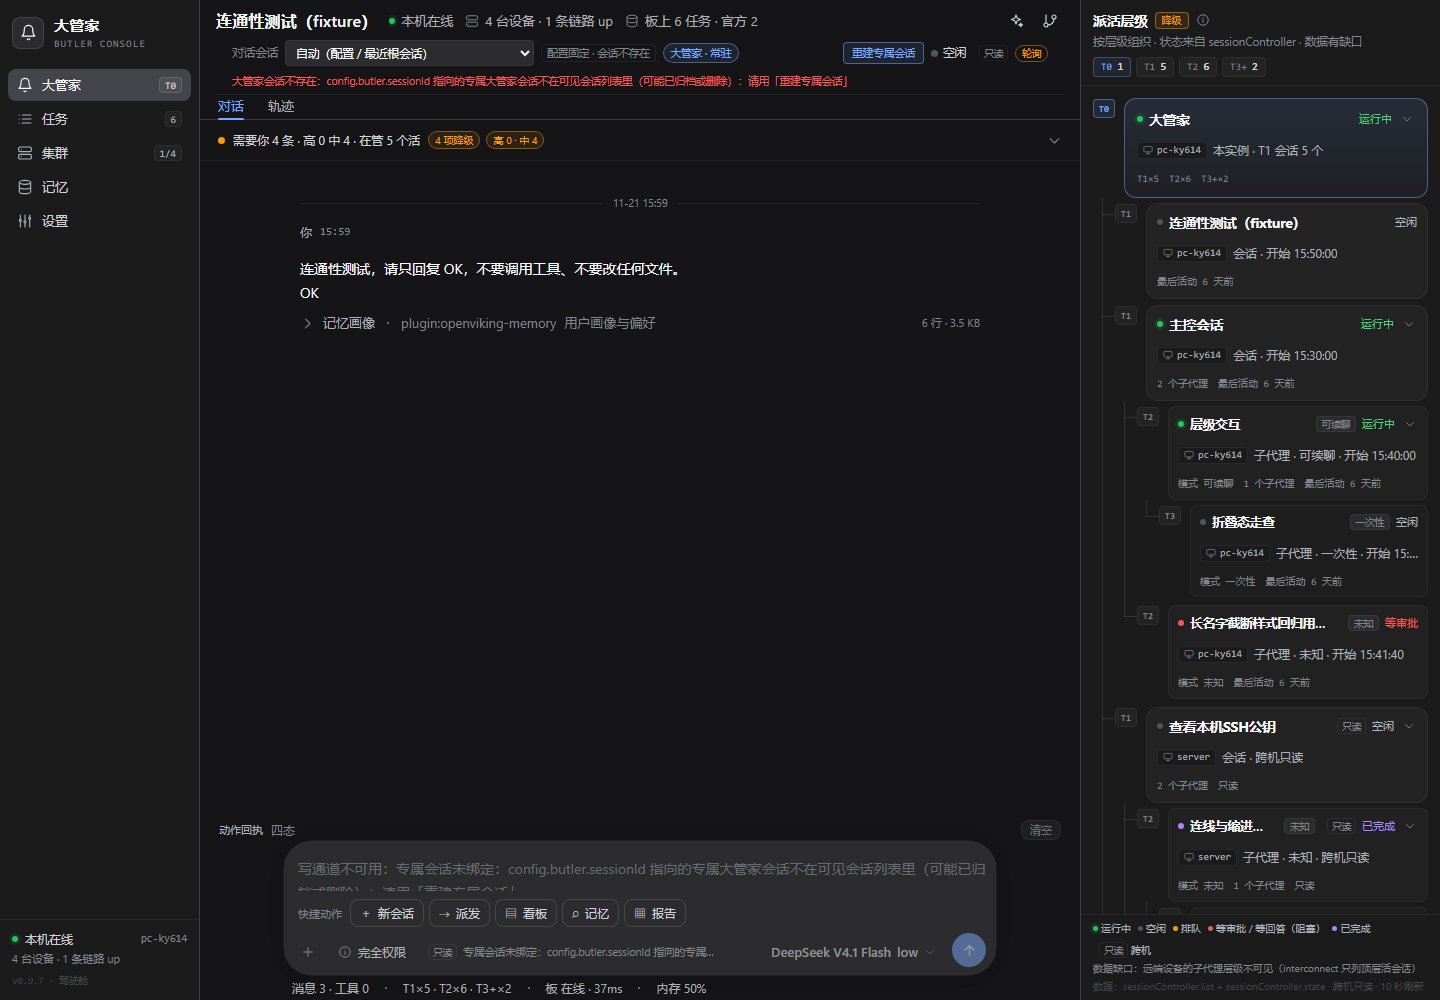 大管家
BUTLER CONSOLE
大管家 T0
任务 6
集群 1/4
记忆
设置
本机在线 pc-ky614
4 台设备 · 1 条链路 up
v0.9.7 · 驾驶舱
连通性测试（fixture） 本机在线 4 台设备 · 1 条链路 up 板上 6 任务 · 官方 2
对话会话 自动（配置 / 最近根会话） 配置固定 · 会话不存在 大管家 · 常驻 重建专属会话 空闲 只读 轮询
大管家会话不存在：config.butler.sessionId 指向的专属大管家会话不在可见会话列表里（可能已归档或删除）：请用「重建专属会话」
对话 轨迹
需要你 4 条 · 高 0 中 4 · 在管 5 个活 4 项降级 高 0 · 中 4
11-21 15:59
你 15:59
连通性测试，请只回复 OK，不要调用工具、不要改任何文件。
OK
记忆画像 · plugin:openviking-memory 用户画像与偏好 6 行 · 3.5 KB
动作回执 四态 清空
写通道不可用：专属会话未绑定：config.butler.sessionId 指向的专属大管家会话不在可见会话列表里（可能已归
档或删除）：请用「重建专属会话」
快捷动作 + 新会话 派发 看板 记忆 报告
完全权限 只读 专属会话未绑定：config.butler.sessionId 指向的专属... DeepSeek V4.1 Flash low
消息 3 · 工具 0 · T1×5 · T2×6 · T3+×2 · 板 在线 · 37ms · 内存 50%
派活层级 降级
按层级组织 · 状态来自 sessionController · 数据有缺口
T0 1 T1 5 T2 6 T3+ 2
T0 大管家 运行中
pc-ky614 本实例 · T1 会话 5 个
T1×5 T2×6 T3+×2
T1 连通性测试（fixture） 空闲
pc-ky614 会话 · 开始 15:50:00
最后活动 6 天前
T1 主控会话 运行中
pc-ky614 会话 · 开始 15:30:00
2 个子代理 最后活动 6 天前
T2 层级交互 可续聊 运行中
pc-ky614 子代理 · 可续聊 · 开始 15:40:00
模式 可续聊 1 个子代理 最后活动 6 天前
T3 折叠态走查 一次性 空闲
pc-ky614 子代理 · 一次性 · 开始 15:...
模式 一次性 最后活动 6 天前
T2 长名字截断样式回归用... 未知 等审批
pc-ky614 子代理 · 未知 · 开始 15:41:40
模式 未知 最后活动 6 天前
T1 查看本机SSH公钥 只读 空闲
server 会话 · 跨机只读
2 个子代理 只读
T2 连线与缩进... 未知 只读 已完成
server 子代理 · 未知 · 跨机只读
模式 未知 1 个子代理 只读
运行中 空闲 排队 等审批 / 等回答（阻塞） 已完成
只读 跨机
数据缺口：远端设备的子代理层级不可见（interconnect 只列顶层活会话）
数据：sessionController.list + sessionController.state · 跨机只读 · 10 秒刷新